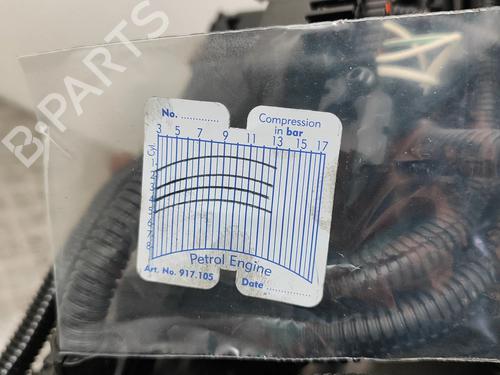 B-PARTS
No. ............
Compression
in bar
3 5 7 9 11 13 15 17
Cyl.
1
2
3
4
5
6
7
8
Petrol Engine
Art. No. 917.105
Date ............